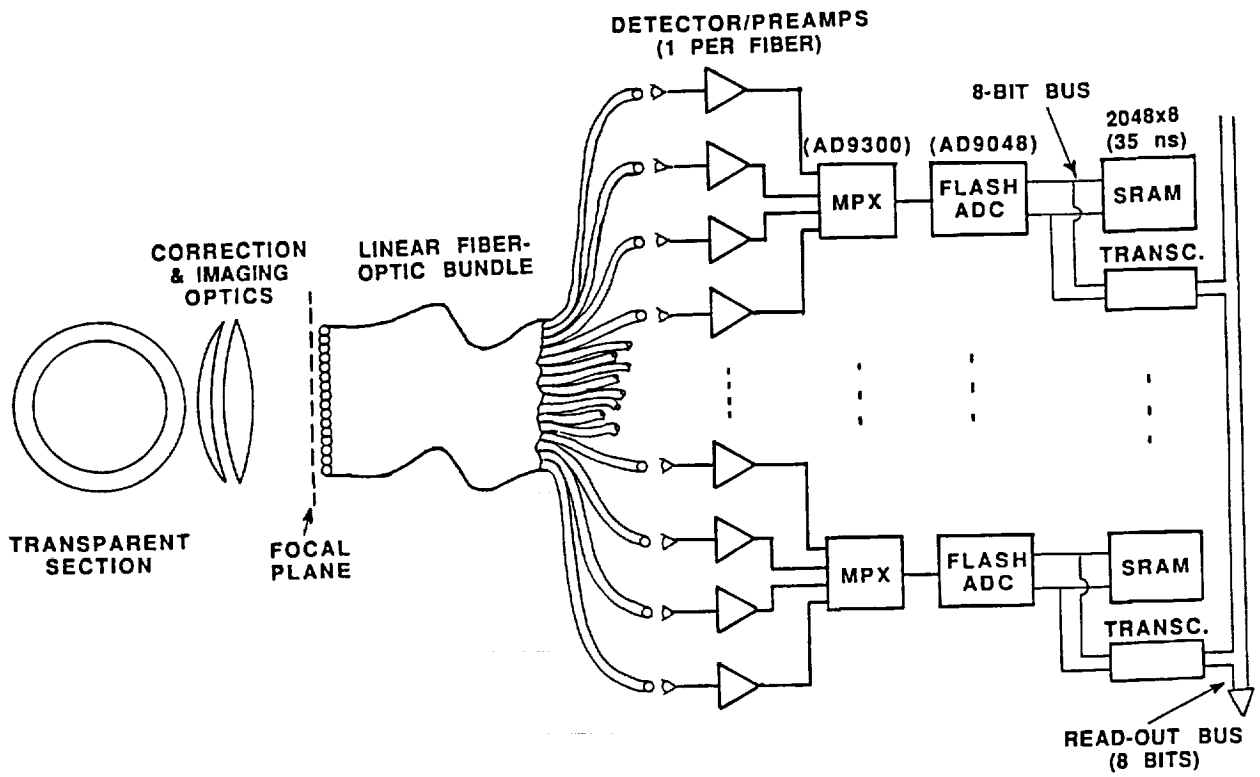 DETECTOR/PREAMPS
(1 PER FIBER)
8-BIT BUS
2048x8
(35 ns)
(AD9300)
(AD9048)
MPX
FLASH
ADC
SRAM
TRANSC.
CORRECTION
& IMAGING
OPTICS
LINEAR FIBER-
OPTIC BUNDLE
TRANSPARENT
SECTION
FOCAL
PLANE
MPX
FLASH
ADC
SRAM
TRANSC.
READ-OUT BUS
(8 BITS)